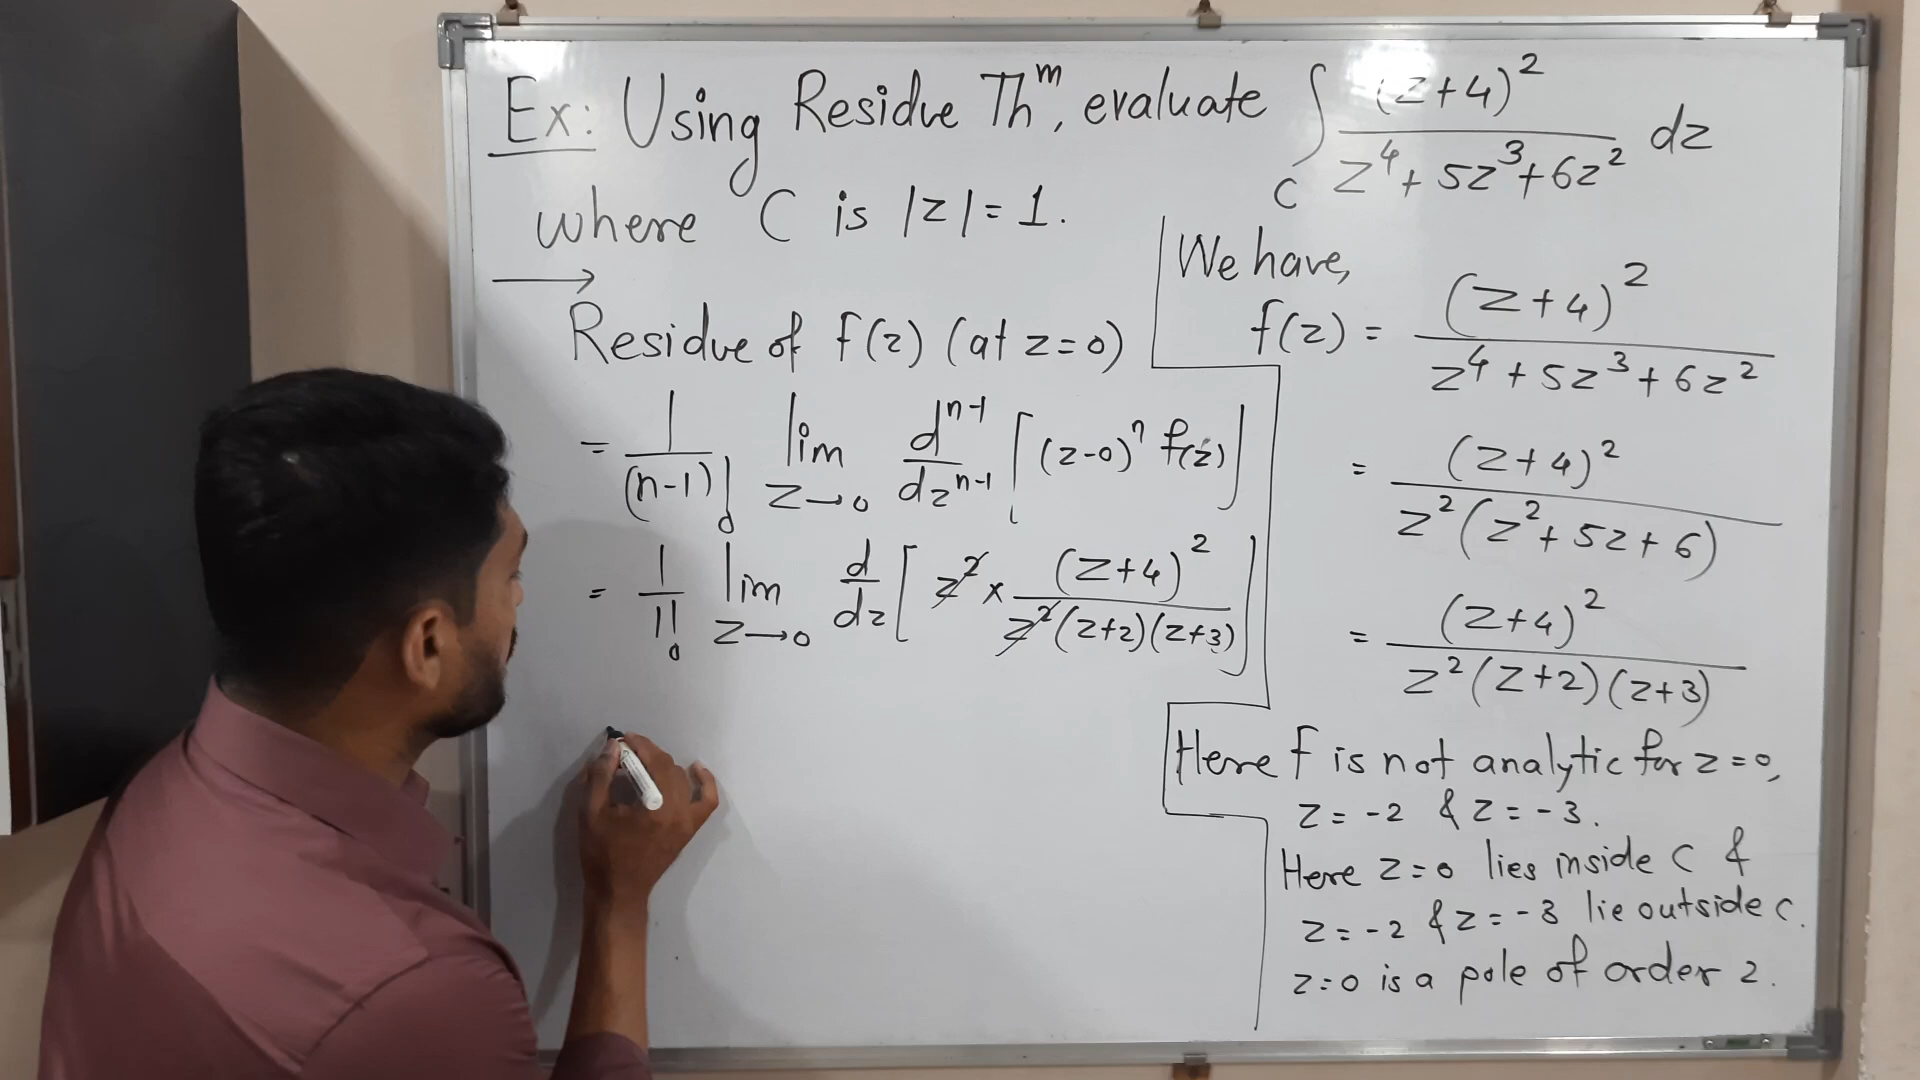 Ex: Using Residue Thᵐ, evaluate ∫_C (z+4)² / (z⁴+5z³+6z²) dz
where C is |z|=1.
→
Residue of f(z) (at z=0)
= 1/(n-1)! lim z→0 dⁿ⁻¹/dzⁿ⁻¹ [(z-0)ⁿ f(z)]
= 1/1! lim z→0 d/dz [z² × (z+4)² / z²(z+2)(z+3)]
We have,
f(z) = (z+4)² / (z⁴+5z³+6z²)
= (z+4)² / z²(z²+5z+6)
= (z+4)² / z²(z+2)(z+3)
Here f is not analytic for z=0,
z=-2 & z=-3.
Here z=0 lies inside C &
z=-2 & z=-3 lie outside C.
z=0 is a pole of order 2.